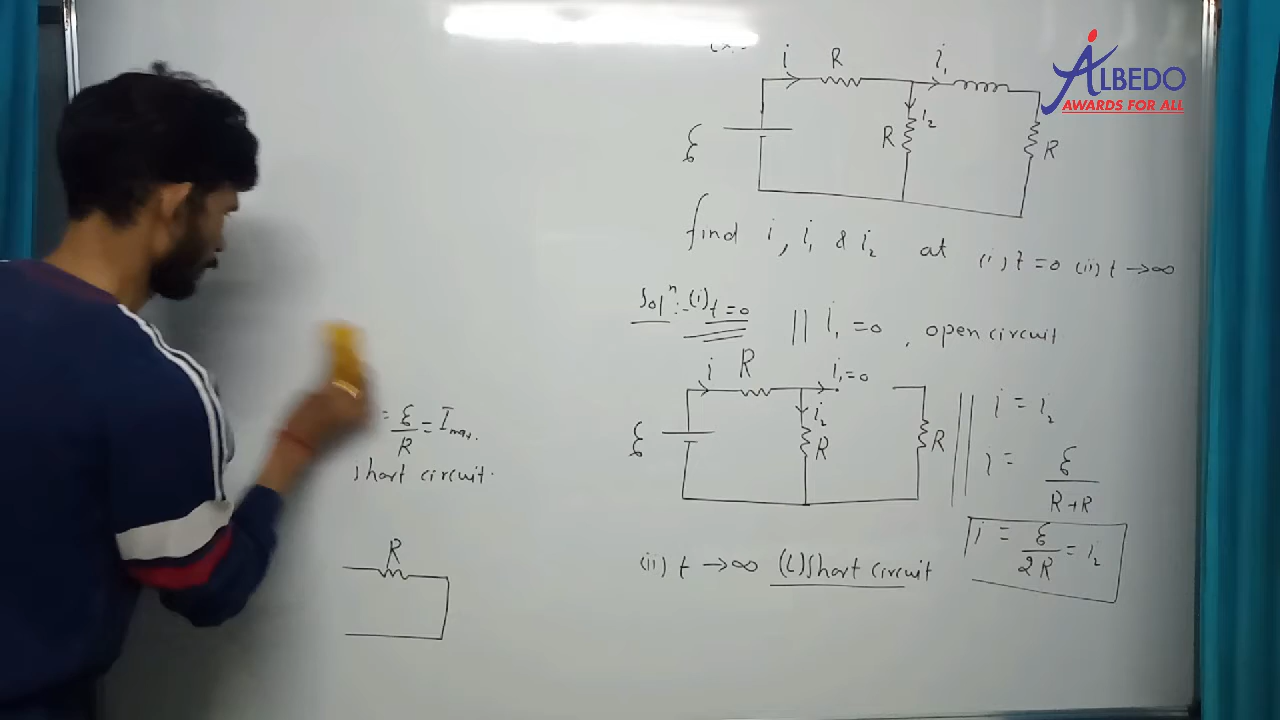 ALBEDO
AWARDS FOR ALL
i R i₁
ℰ R i₂ R
find i, i₁ & i₂ at (i) t = 0 (ii) t → ∞
Solⁿ :- (i) t = 0 || i₁ = 0, open circuit
i R i₁ = 0
ℰ i₂ R R
i = i₂
i = ℰ / R + R
i = ℰ / 2R = i₂
(ii) t → ∞ (L) Short circuit
= ℰ / R = I max.
short circuit.
R